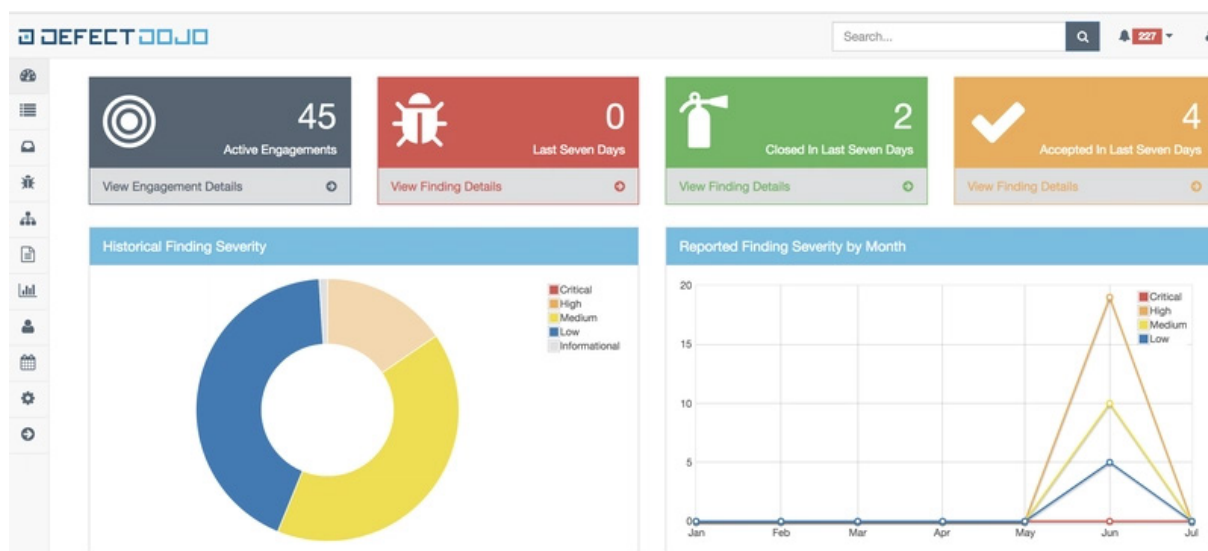 DEFECTDOJO
Search...
227
45
Active Engagements
View Engagement Details
0
Last Seven Days
View Finding Details
2
Closed In Last Seven Days
View Finding Details
4
Accepted In Last Seven Days
View Finding Details
Historical Finding Severity
Critical
High
Medium
Low
Informational
Reported Finding Severity by Month
20
15
10
5
0
Critical
High
Medium
Low
Jan Feb Mar Apr May Jun Jul